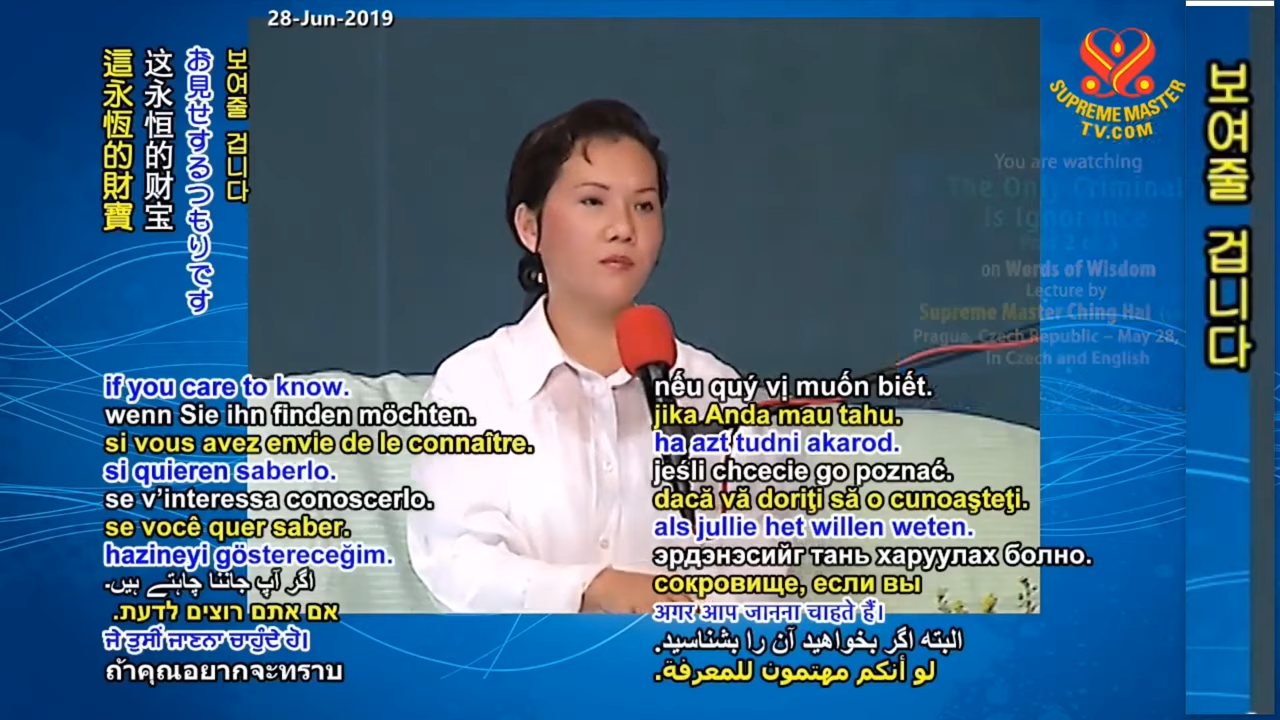 28-Jun-2019
보여줄 겁니다
お見せするつもりです
这永恒的财宝
這永恆的財寶
SUPREME MASTER
TV.COM
보여줄 겁니다
You are watching
The Only Criminal
is Ignorance
on Words of Wisdom
Lecture by
Supreme Master Ching Hai
Prague, Czech Republic – May 28,
In Czech and English
if you care to know.
wenn Sie ihn finden möchten.
si vous avez envie de le connaître.
si quieren saberlo.
se v’interessa conoscerlo.
se você quer saber.
hazineyi göstereceğim.
اگر آپ جاننا چاہتے ہیں.
אם אתם רוצים לדעת.
ਜੇ ਤੁਸੀਂ ਜਾਣਨਾ ਚਾਹੁੰਦੇ ਹੋ।
ถ้าคุณอยากจะทราบ
nếu quý vị muốn biết.
jika Anda mau tahu.
ha azt tudni akarod.
jeśli chcecie go poznać.
dacă vă doriţi să o cunoaşteţi.
als jullie het willen weten.
эрдэнэсийг тань харуулах болно.
сокровище, если вы
अगर आप जानना चाहते हैं।
البته اگر بخواهید آن را بشناسید.
لو أنكم مهتمون للمعرفة.